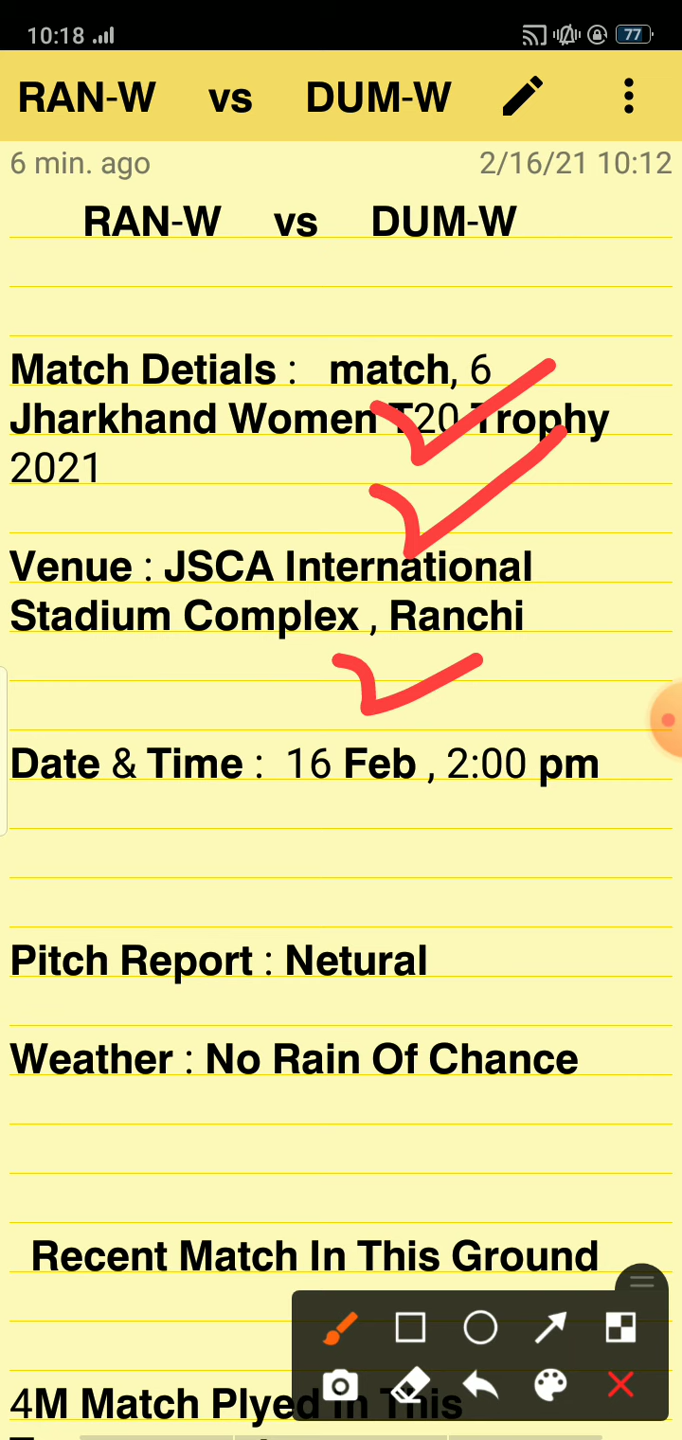 10:18
77
RAN-W vs DUM-W
6 min. ago 2/16/21 10:12
RAN-W vs DUM-W
Match Detials : match, 6
Jharkhand Women T20 Trophy
2021
Venue : JSCA International
Stadium Complex , Ranchi
Date & Time : 16 Feb , 2:00 pm
Pitch Report : Netural
Weather : No Rain Of Chance
Recent Match In This Ground
4M Match Plyed In This